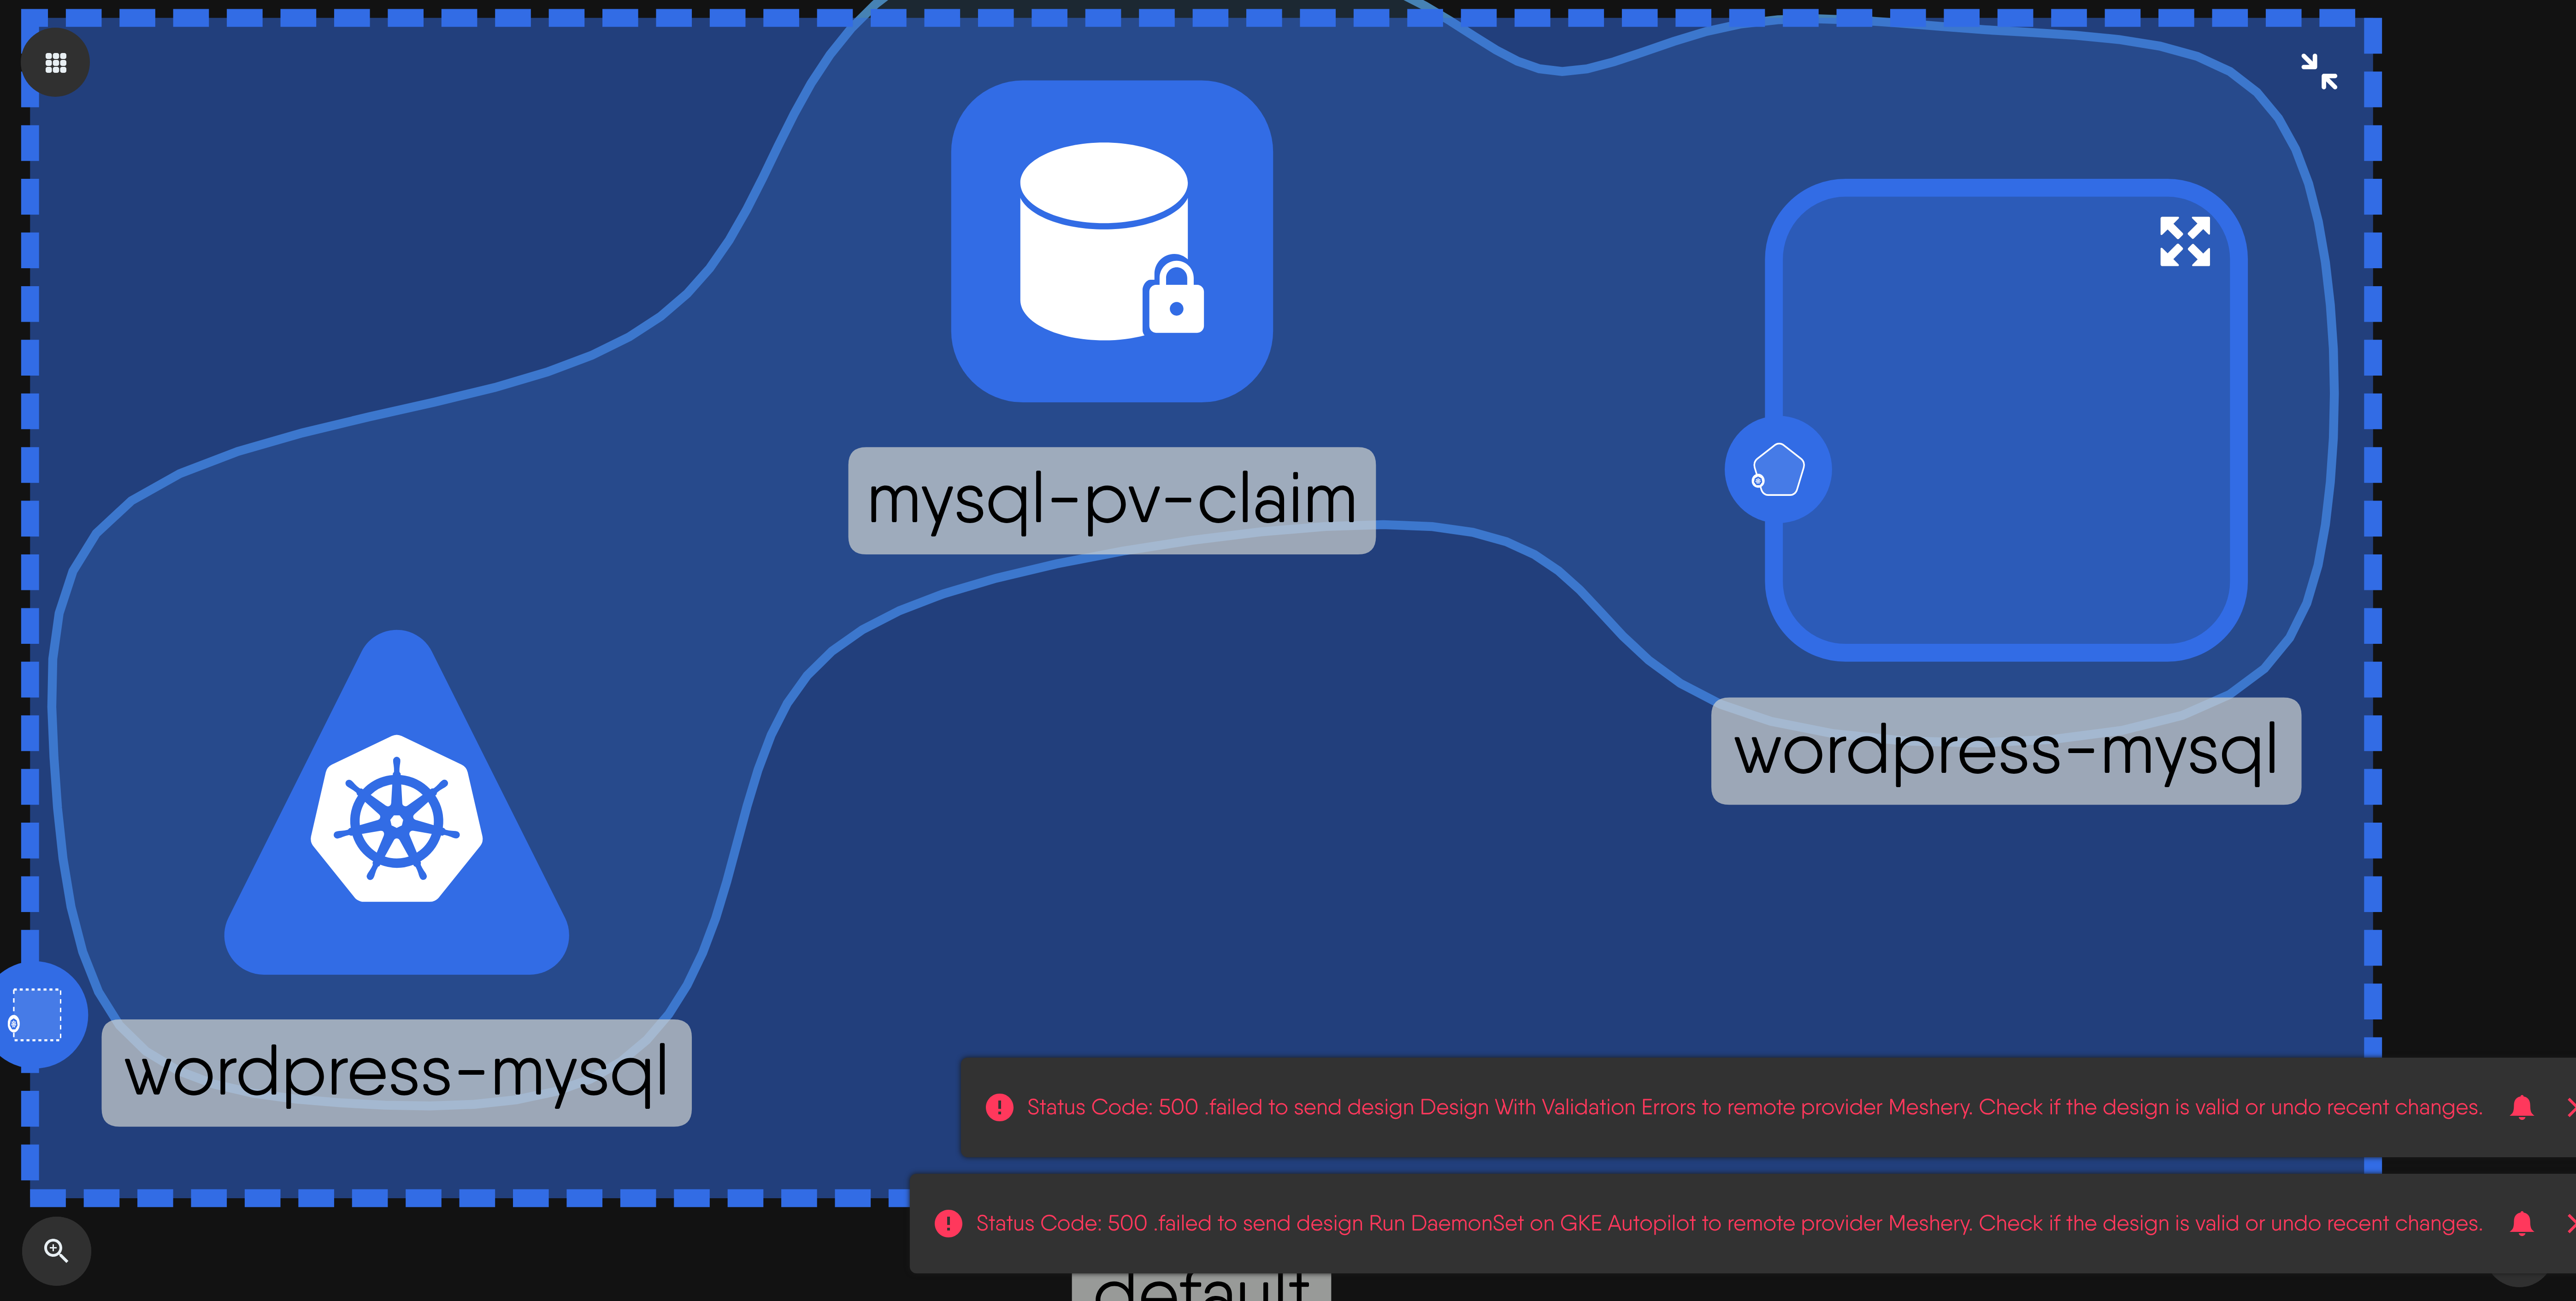 mysql-pv-claim
wordpress-mysql
wordpress-mysql
Status Code: 500 .failed to send design Design With Validation Errors to remote provider Meshery. Check if the design is valid or undo recent changes.
Status Code: 500 .failed to send design Run DaemonSet on GKE Autopilot to remote provider Meshery. Check if the design is valid or undo recent changes.
default